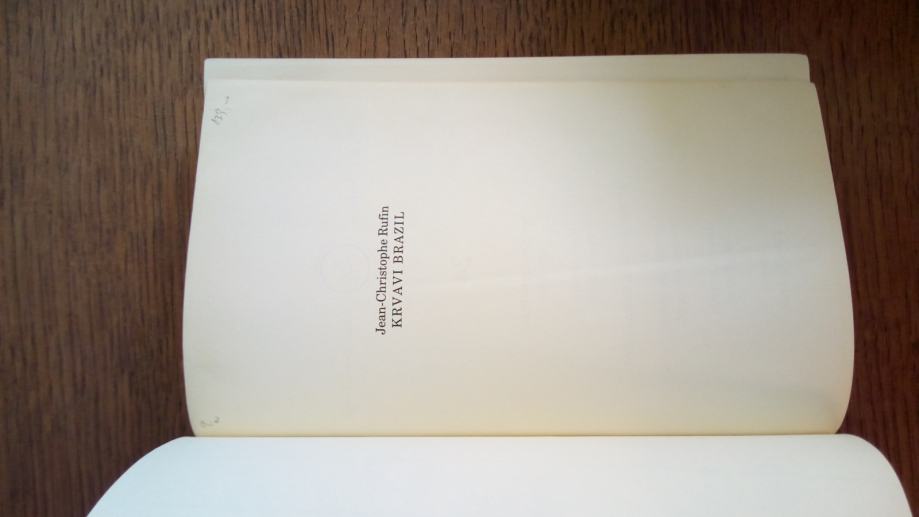 Jean-Christophe Rufin
KRVAVI BRAZIL